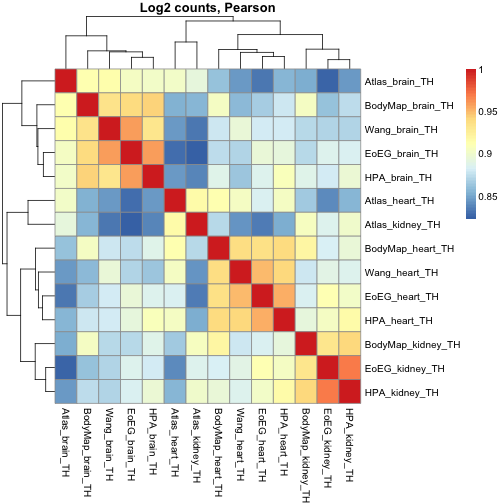 Log2 counts, Pearson
Atlas_brain_TH
BodyMap_brain_TH
Wang_brain_TH
EoEG_brain_TH
HPA_brain_TH
Atlas_heart_TH
Atlas_kidney_TH
BodyMap_heart_TH
Wang_heart_TH
EoEG_heart_TH
HPA_heart_TH
BodyMap_kidney_TH
EoEG_kidney_TH
HPA_kidney_TH
1
0.95
0.9
0.85
Atlas_brain_TH
BodyMap_brain_TH
Wang_brain_TH
EoEG_brain_TH
HPA_brain_TH
Atlas_heart_TH
Atlas_kidney_TH
BodyMap_heart_TH
Wang_heart_TH
EoEG_heart_TH
HPA_heart_TH
BodyMap_kidney_TH
EoEG_kidney_TH
HPA_kidney_TH